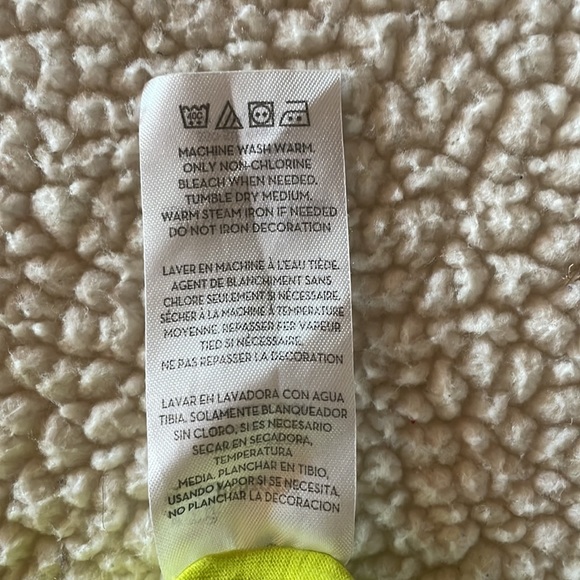 40C
MACHINE WASH WARM.
ONLY NON-CHLORINE
BLEACH WHEN NEEDED.
TUMBLE DRY MEDIUM.
WARM STEAM IRON IF NEEDED
DO NOT IRON DECORATION
LAVER EN MACHINE À L'EAU TIÈDE.
AGENT DE BLANCHIMENT SANS
CHLORE SEULEMENT SI NÉCESSAIRE.
SÉCHER À LA MACHINE À TEMPÉRATURE
MOYENNE. REPASSER FER VAPEUR
TIED SI NÉCESSAIRE.
NE PAS REPASSER LA DECORATION
LAVAR EN LAVADORA CON AGUA
TIBIA. SOLAMENTE BLANQUEADOR
SIN CLORO, SI ES NECESARIO
SECAR EN SECADORA,
TEMPERATURA
MEDIA. PLANCHAR EN TIBIO,
USANDO VAPOR SI SE NECESITA.
NO PLANCHAR LA DECORACION